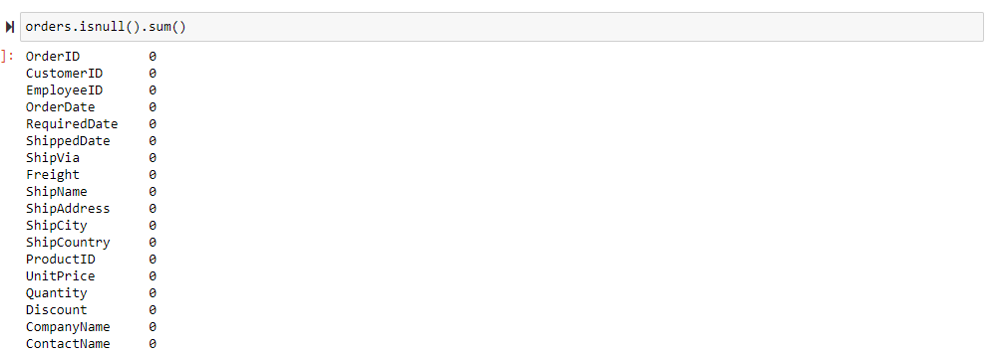 orders.isnull().sum()
]: OrderID 0
CustomerID 0
EmployeeID 0
OrderDate 0
RequiredDate 0
ShippedDate 0
ShipVia 0
Freight 0
ShipName 0
ShipAddress 0
ShipCity 0
ShipCountry 0
ProductID 0
UnitPrice 0
Quantity 0
Discount 0
CompanyName 0
ContactName 0